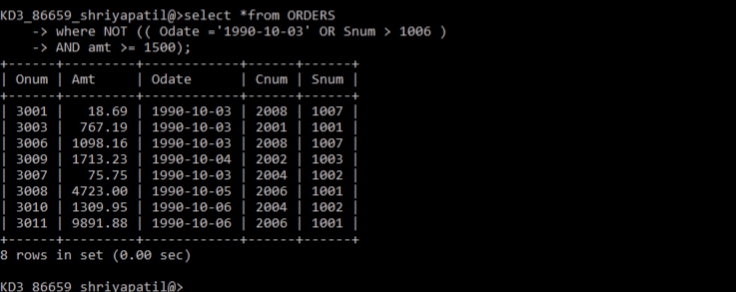 KD3_86659_shriyapatil@>select *from ORDERS
-> where NOT (( Odate ='1990-10-03' OR Snum > 1006 )
-> AND amt >= 1500);
+------+---------+------------+------+------+
| Onum | Amt     | Odate      | Cnum | Snum |
+------+---------+------------+------+------+
| 3001 |   18.69 | 1990-10-03 | 2008 | 1007 |
| 3003 |  767.19 | 1990-10-03 | 2001 | 1001 |
| 3006 | 1098.16 | 1990-10-03 | 2008 | 1007 |
| 3009 | 1713.23 | 1990-10-04 | 2002 | 1003 |
| 3007 |   75.75 | 1990-10-03 | 2004 | 1002 |
| 3008 | 4723.00 | 1990-10-05 | 2006 | 1001 |
| 3010 | 1309.95 | 1990-10-06 | 2004 | 1002 |
| 3011 | 9891.88 | 1990-10-06 | 2006 | 1001 |
+------+---------+------------+------+------+
8 rows in set (0.00 sec)
KD3_86659_shriyapatil@>